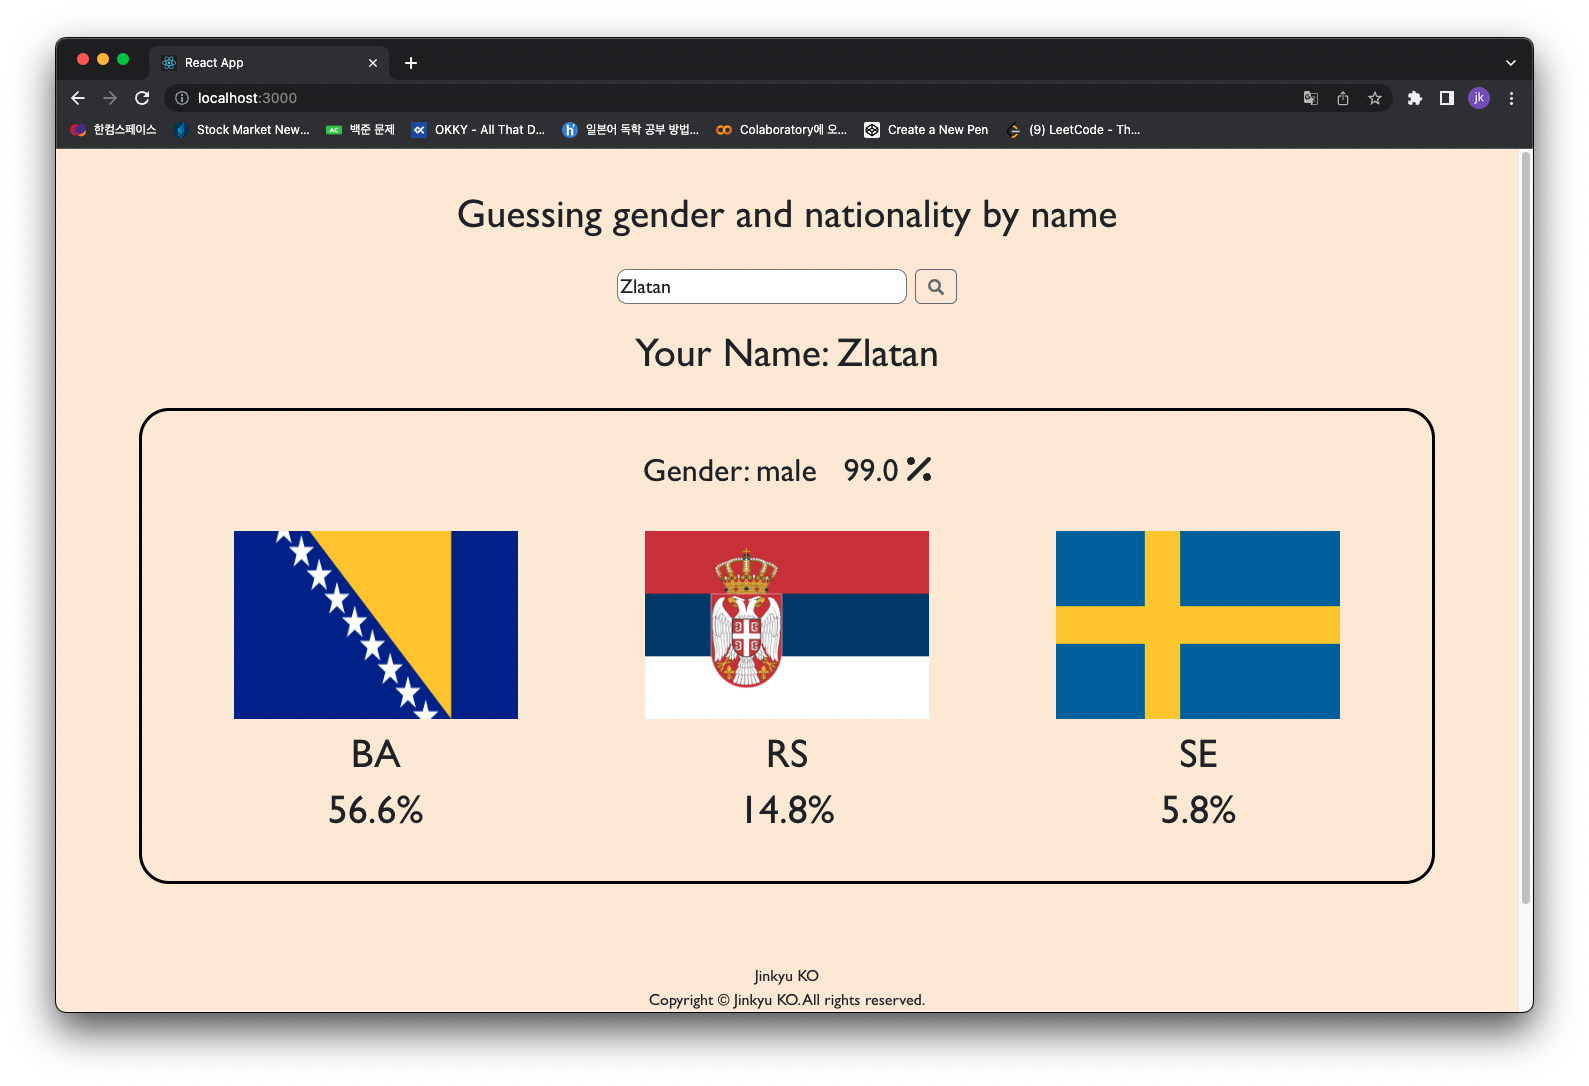 React App
localhost:3000
jk
한컴스페이스
Stock Market New...
AC 백준 문제
OKKY - All That D...
일본어 독학 공부 방법...
Colaboratory에 오...
Create a New Pen
(9) LeetCode - Th...
Guessing gender and nationality by name
Zlatan
Your Name: Zlatan
Gender: male 99.0 %
BA RS SE
56.6% 14.8% 5.8%
Jinkyu KO
Copyright © Jinkyu KO. All rights reserved.